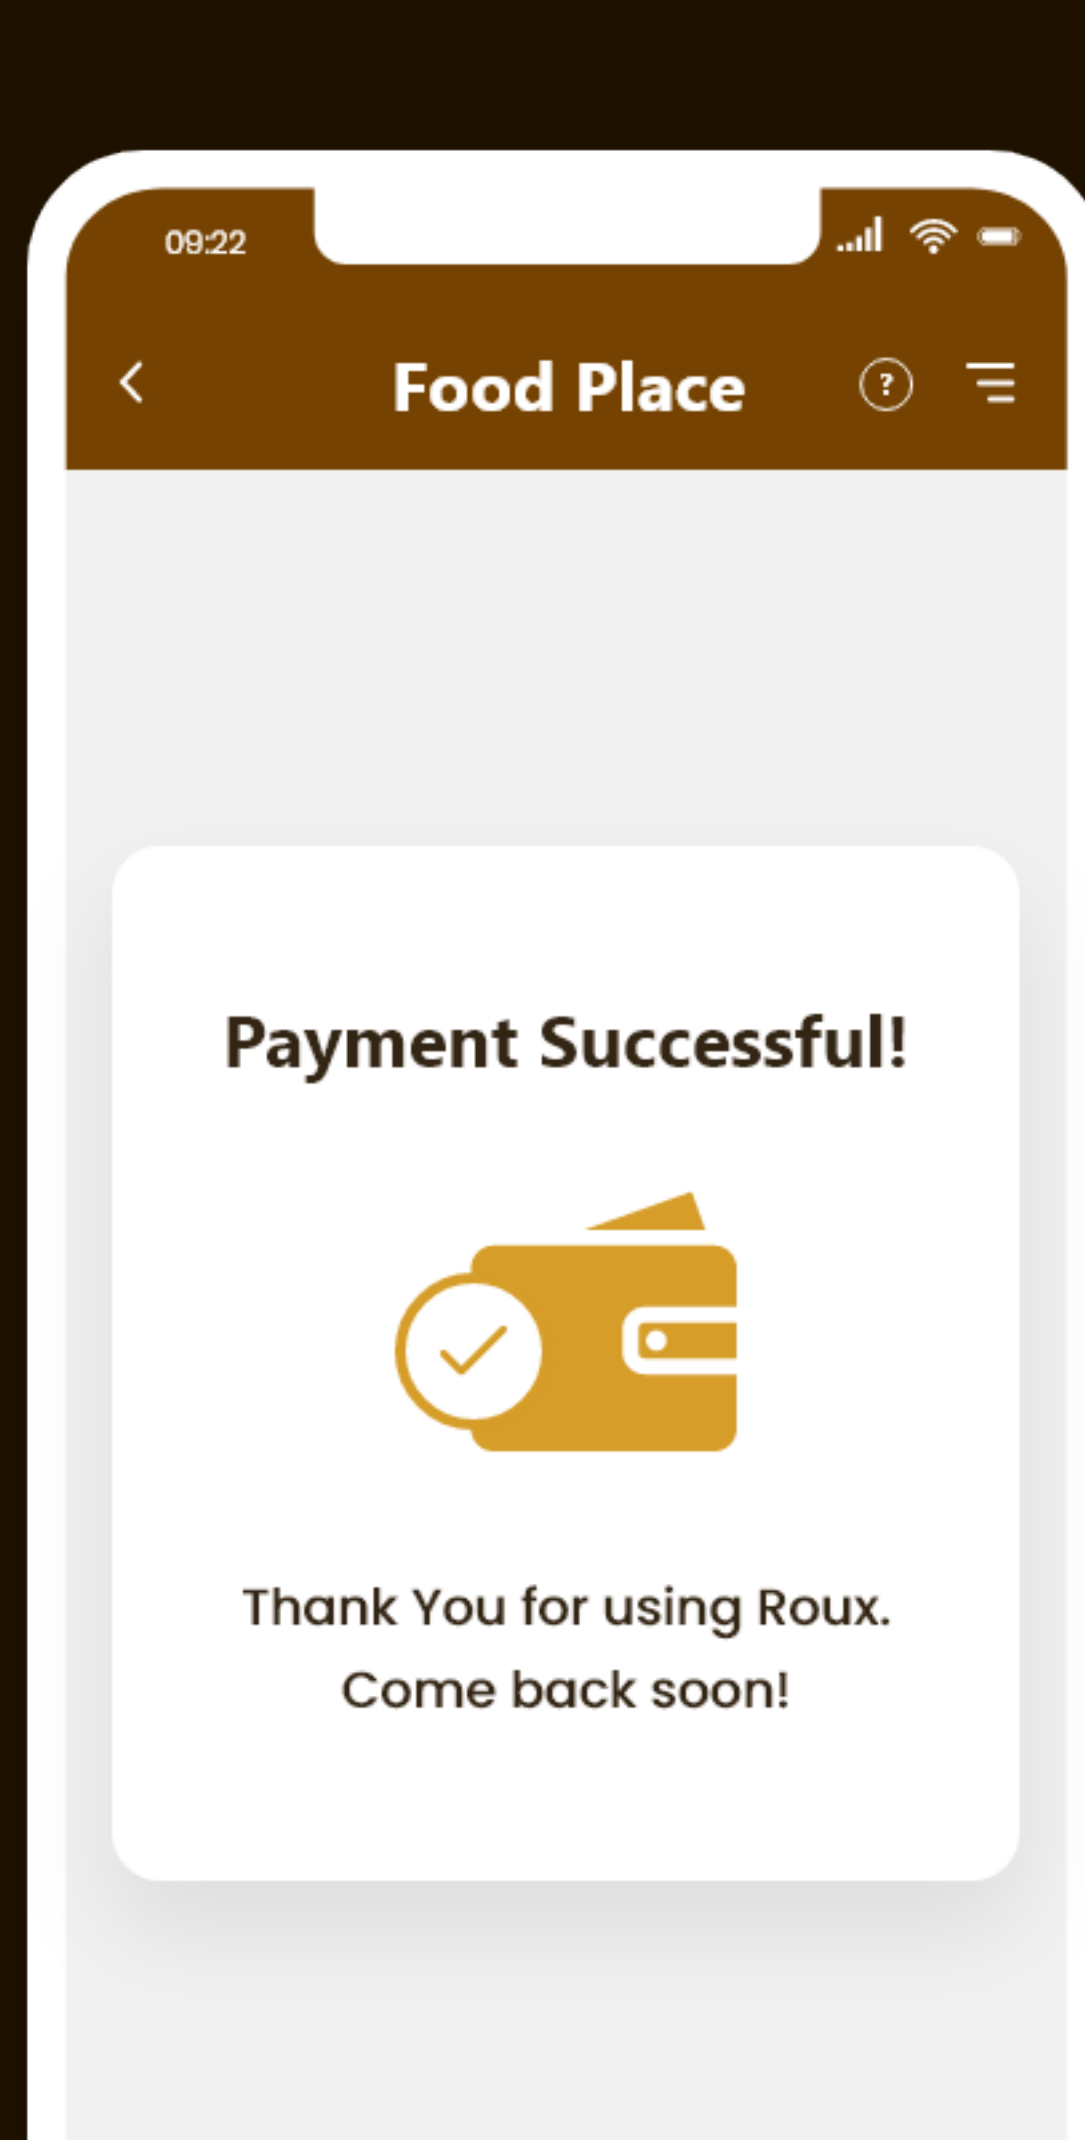 09:22
Food Place
?
Payment Successful!
Thank You for using Roux.
Come back soon!